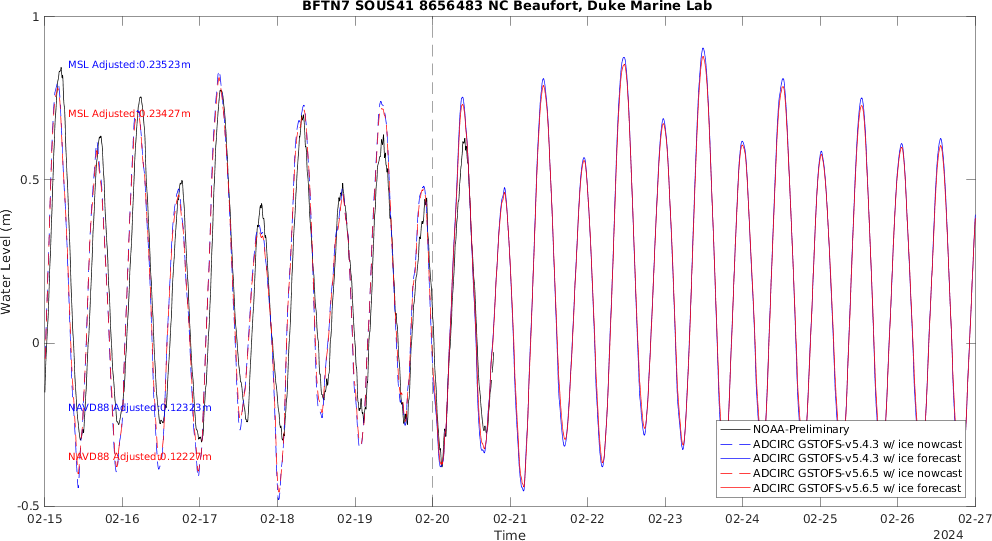 BFTN7 SOUS41 8656483 NC Beaufort, Duke Marine Lab
1
MSL Adjusted:0.23523m
MSL Adjusted:0.23427m
0.5
Water Level (m)
0
NAVD88 Adjusted:0.12323m
NAVD88 Adjusted:0.12227m
-0.5
NOAA-Preliminary
ADCIRC GSTOFS-v5.4.3 w/ ice nowcast
ADCIRC GSTOFS-v5.4.3 w/ ice forecast
ADCIRC GSTOFS-v5.6.5 w/ ice nowcast
ADCIRC GSTOFS-v5.6.5 w/ ice forecast
02-15 02-16 02-17 02-18 02-19 02-20 02-21 02-22 02-23 02-24 02-25 02-26 02-27
Time
2024